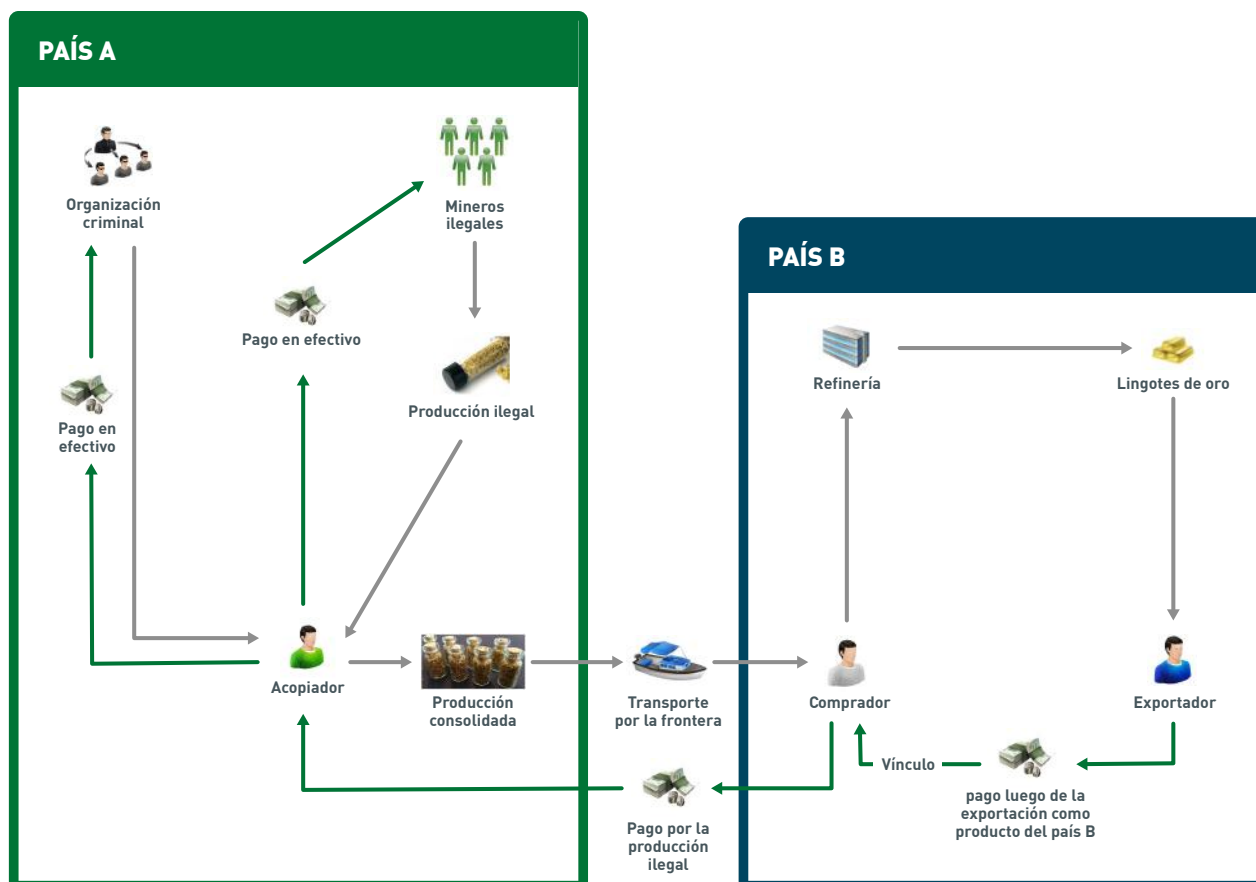 PAÍS A
Organización
criminal
Mineros
ilegales
Pago en efectivo
Producción ilegal
Pago en
efectivo
Acopiador
Producción
consolidada
Transporte
por la frontera
Pago por la
producción
ilegal
PAÍS B
Refinería
Lingotes de oro
Comprador
Exportador
Vínculo
pago luego de la
exportación como
producto del país B